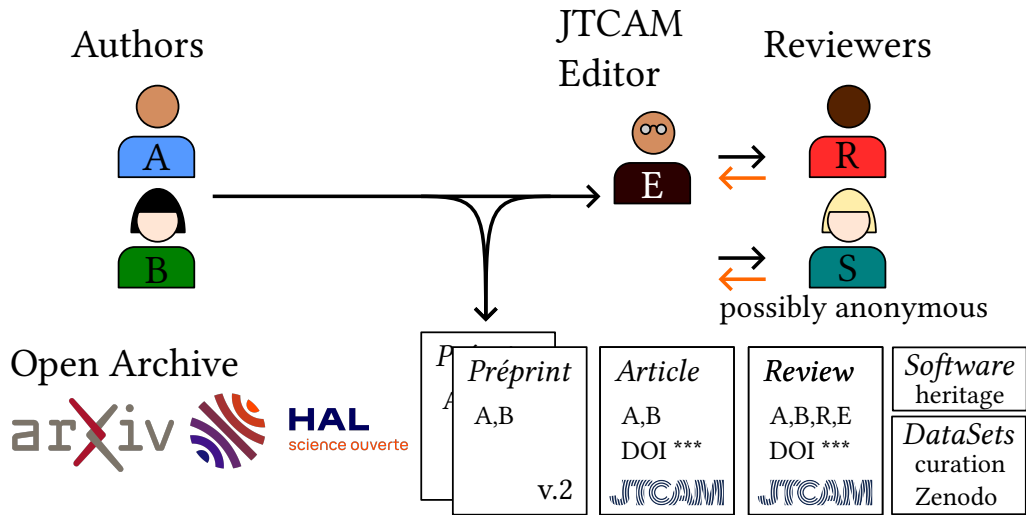 Authors
JTCAM
Editor
Reviewers
A
B
E
R
S
possibly anonymous
Open Archive
arXiv
HAL
science ouverte
Préprint
A,B
v.2
Article
A,B
DOI ***
JTCAM
Review
A,B,R,E
DOI ***
JTCAM
Software
heritage
DataSets
curation
Zenodo